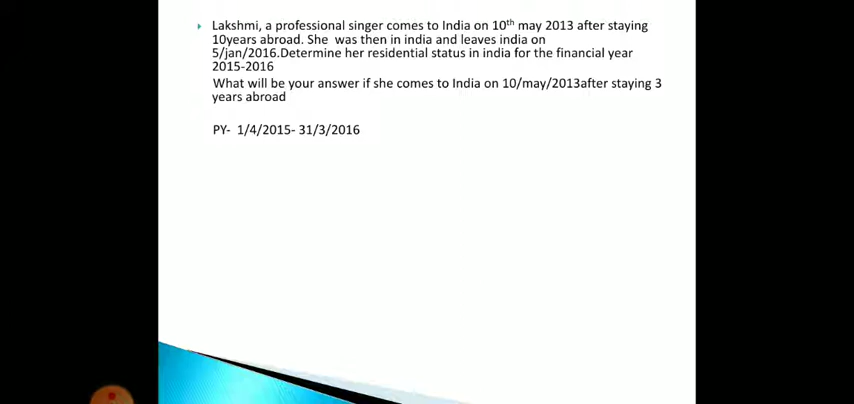 Lakshmi, a professional singer comes to India on 10th may 2013 after staying
10years abroad. She was then in india and leaves india on
5/jan/2016.Determine her residential status in india for the financial year
2015-2016
What will be your answer if she comes to India on 10/may/2013after staying 3
years abroad
PY- 1/4/2015- 31/3/2016